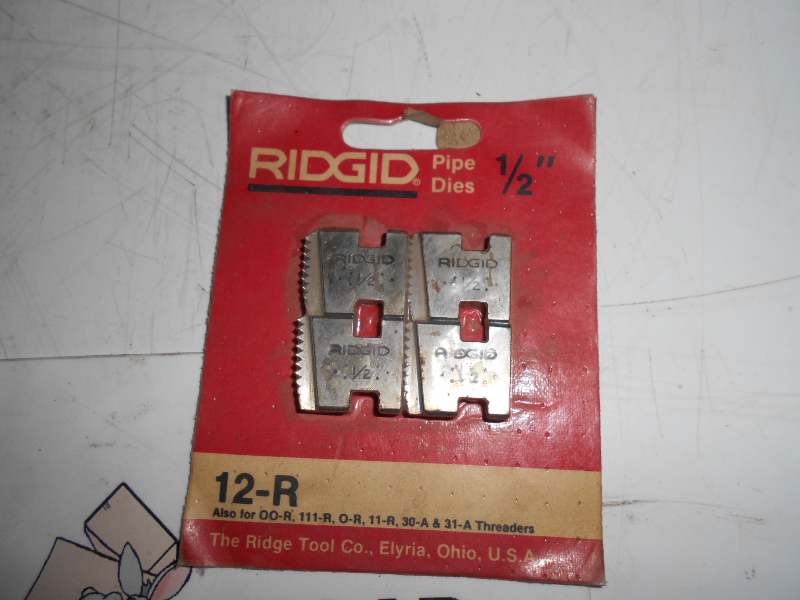 RIDGID® Pipe Dies 1/2"
RIDGID RIDGID
1/2 1/2
RIDGID RIDGID
1/2 1/2
12-R
Also for OO-R, 111-R, O-R, 11-R, 30-A & 31-A Threaders
The Ridge Tool Co., Elyria, Ohio, U.S.A.